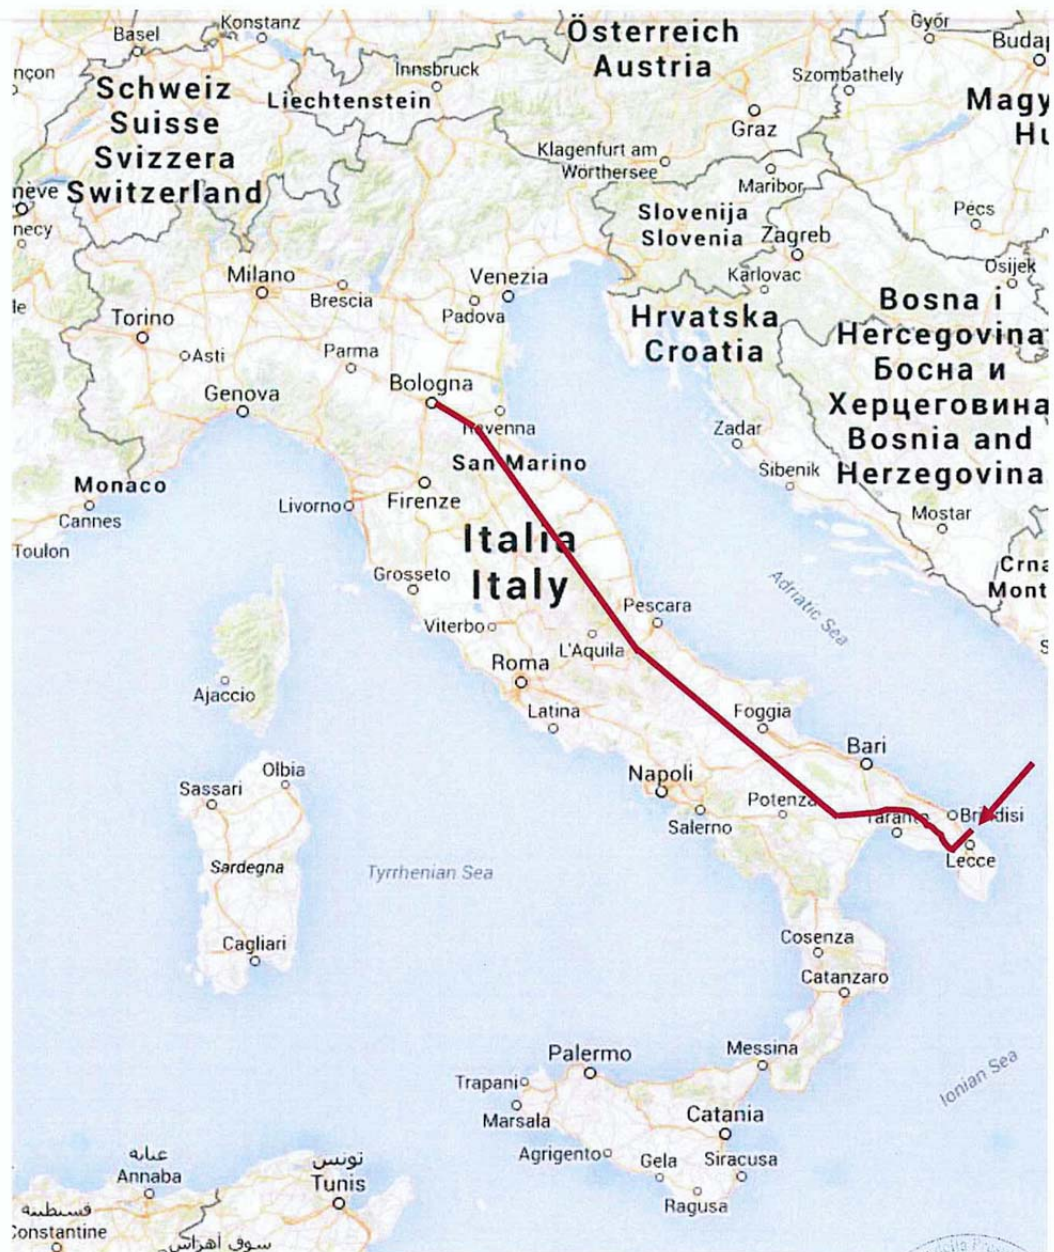 Basel
Konstanz
Österreich
Austria
Győr
Budap
nçon
Schweiz
Suisse
Svizzera
Switzerland
Liechtenstein
Innsbruck
Szombathely
Graz
Magy
Hu
Klagenfurt am
Wörthersee
Maribor
nève
necy
Slovenija
Slovenia
Zagreb
Pécs
Osijek
Karlovac
Milano
Brescia
Venezia
Padova
le
Torino
Asti
Parma
Bologna
Genova
Ravenna
Hrvatska
Croatia
Bosna i
Hercegovina
Босна и
Херцеговина
Bosnia and
Herzegovina
Zadar
Šibenik
Mostar
San Marino
Monaco
Cannes
Livorno
Firenze
Toulon
Italia
Italy
Grosseto
Crna
Mont
Adriatic Sea
Pescara
Viterbo
L'Aquila
S
Roma
Ajaccio
Latina
Foggia
Bari
Olbia
Sassari
Napoli
Potenza
Salerno
Taranto
Brindisi
Lecce
Sardegna
Tyrrhenian Sea
Cagliari
Cosenza
Catanzaro
Palermo
Messina
Trapani
Marsala
Catania
Ionian Sea
Agrigento
Gela
Siracusa
Ragusa
عنابة
Annaba
تونس
Tunis
قسنطينة
Constantine
سوق أهراس